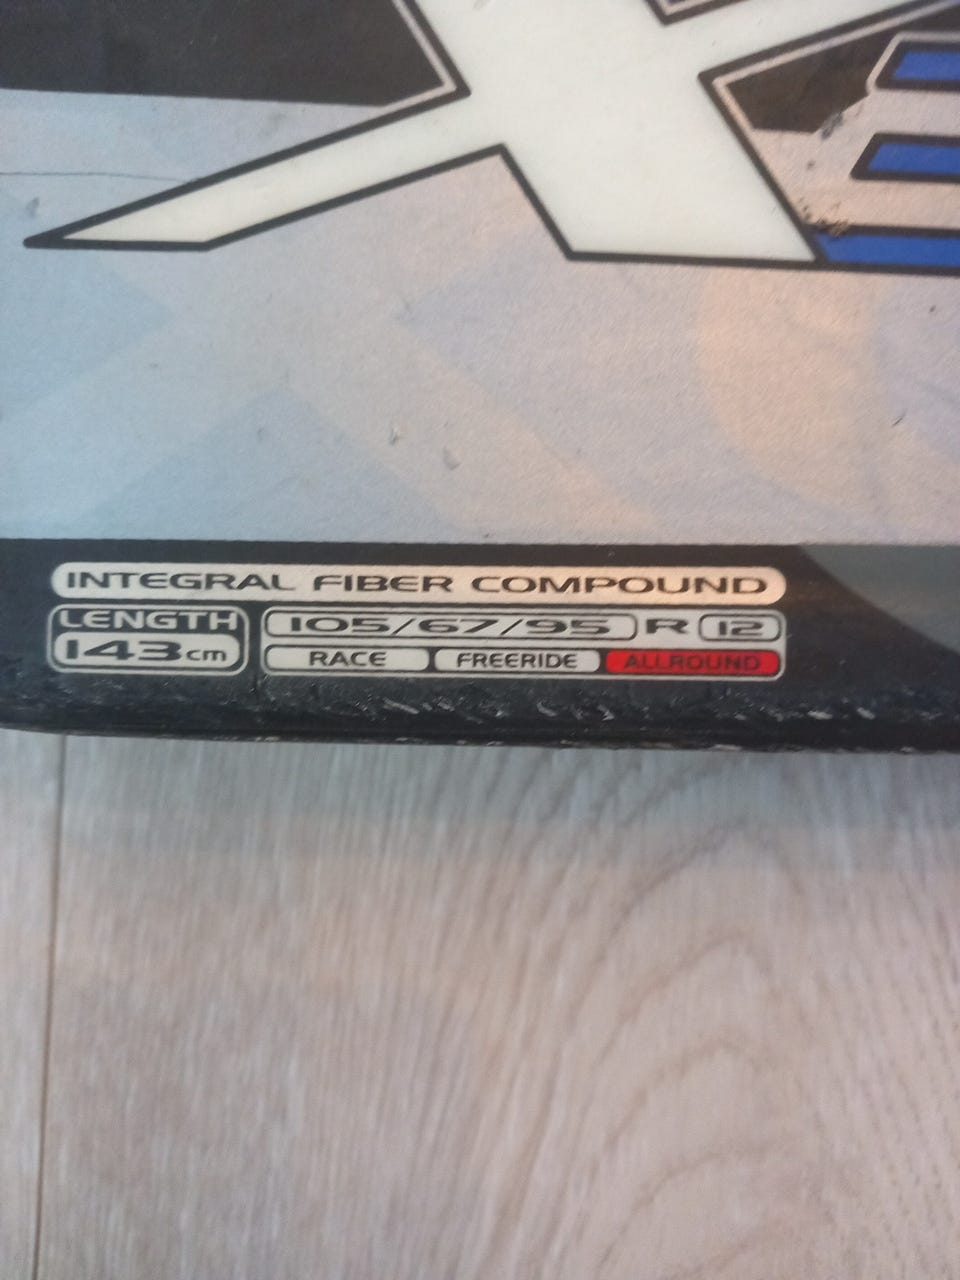 X
INTEGRAL FIBER COMPOUND
LENGTH
143cm
105/67/95 R 12
RACE FREERIDE ALLROUND